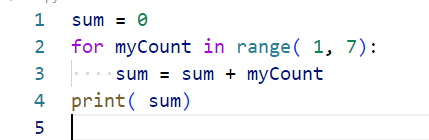 1 sum = 0
2 for myCount in range( 1, 7):
3 ····sum = sum + myCount
4 print( sum)
5